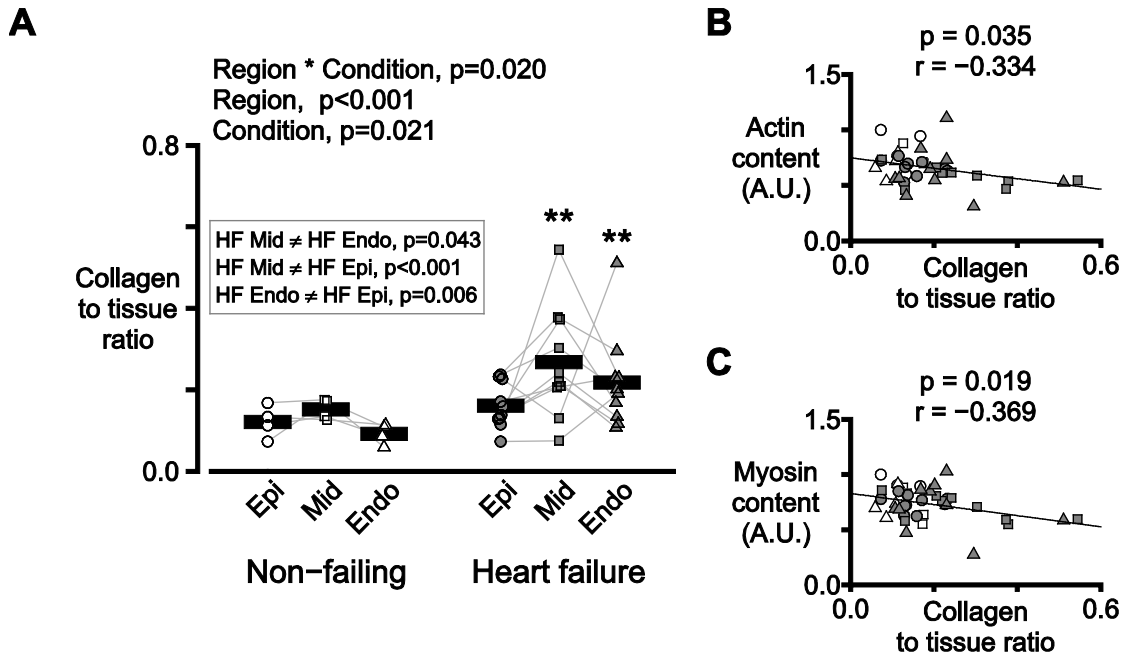 A
Region * Condition, p=0.020
Region,  p<0.001
Condition, p=0.021
0.8
HF Mid ≠ HF Endo, p=0.043
HF Mid ≠ HF Epi, p<0.001
HF Endo ≠ HF Epi, p=0.006
**
**
Collagen
to tissue
ratio
0.0
Epi
Mid
Endo
Epi
Mid
Endo
Non−failing
Heart failure
B
p = 0.035
r = −0.334
1.5
Actin
content
(A.U.)
0.0
0.0
0.6
Collagen
to tissue ratio
C
p = 0.019
r = −0.369
1.5
Myosin
content
(A.U.)
0.0
0.0
0.6
Collagen
to tissue ratio